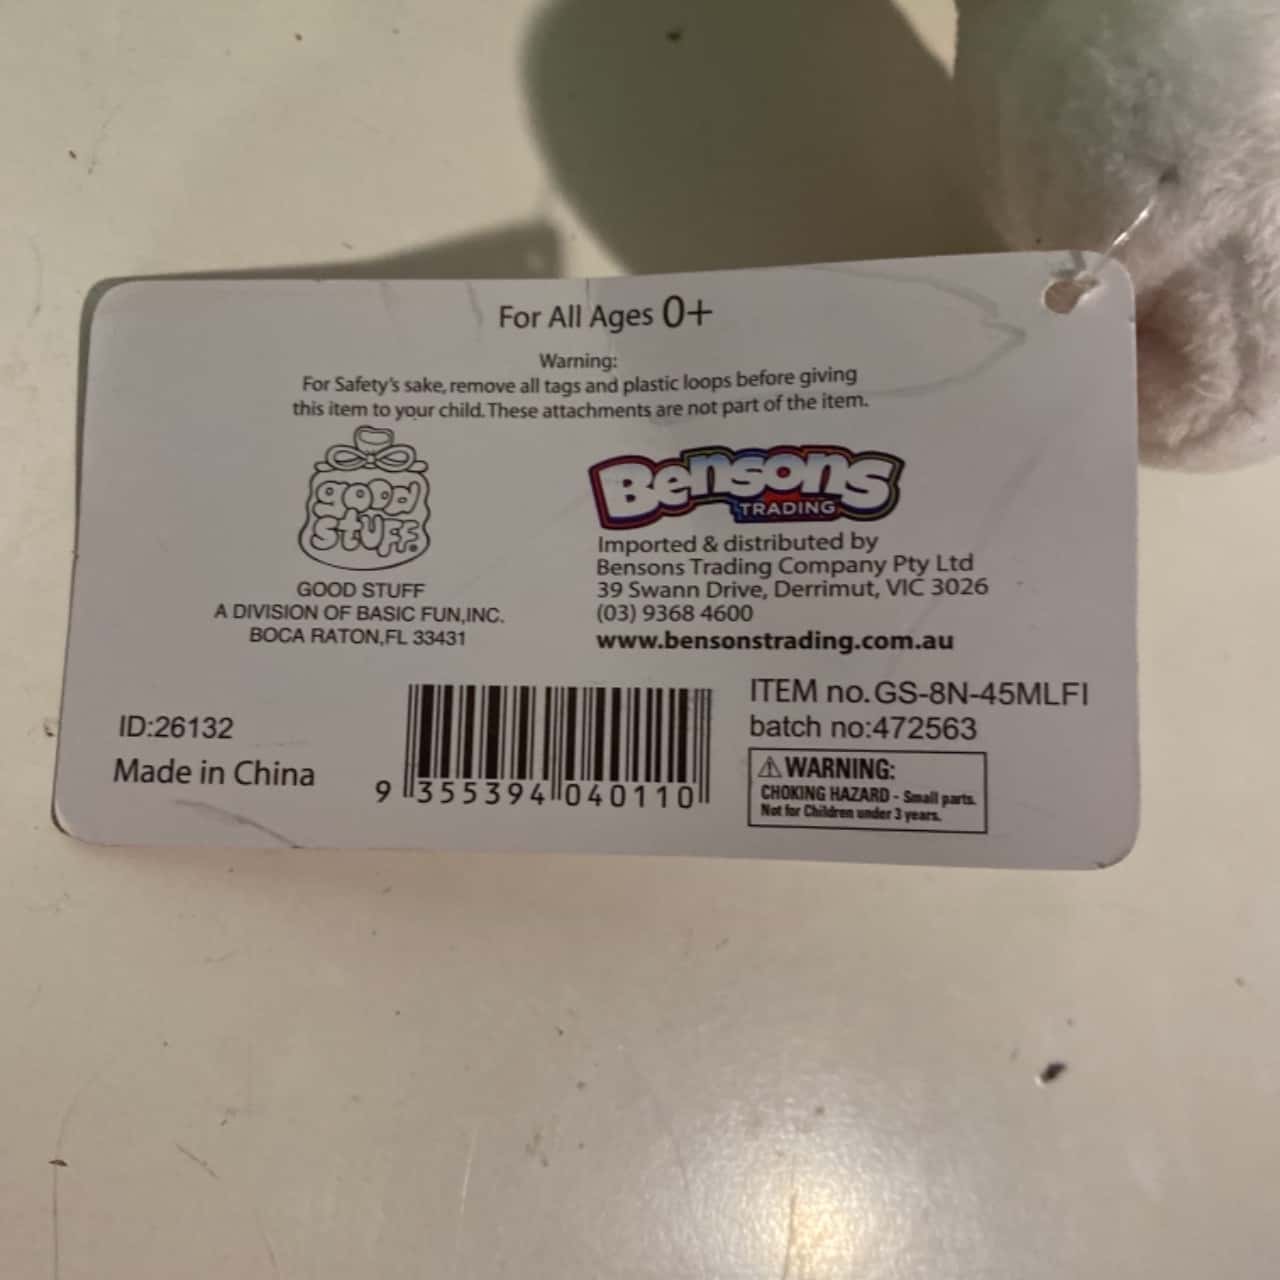 For All Ages 0+
Warning:
For Safety's sake, remove all tags and plastic loops before giving
this item to your child. These attachments are not part of the item.
good
stuff
GOOD STUFF
A DIVISION OF BASIC FUN,INC.
BOCA RATON,FL 33431
Bensons
TRADING
Imported & distributed by
Bensons Trading Company Pty Ltd
39 Swann Drive, Derrimut, VIC 3026
(03) 9368 4600
www.bensonstrading.com.au
ID:26132
Made in China
9 355394 040110
ITEM no.GS-8N-45MLFI
batch no:472563
⚠ WARNING:
CHOKING HAZARD - Small parts.
Not for Children under 3 years.